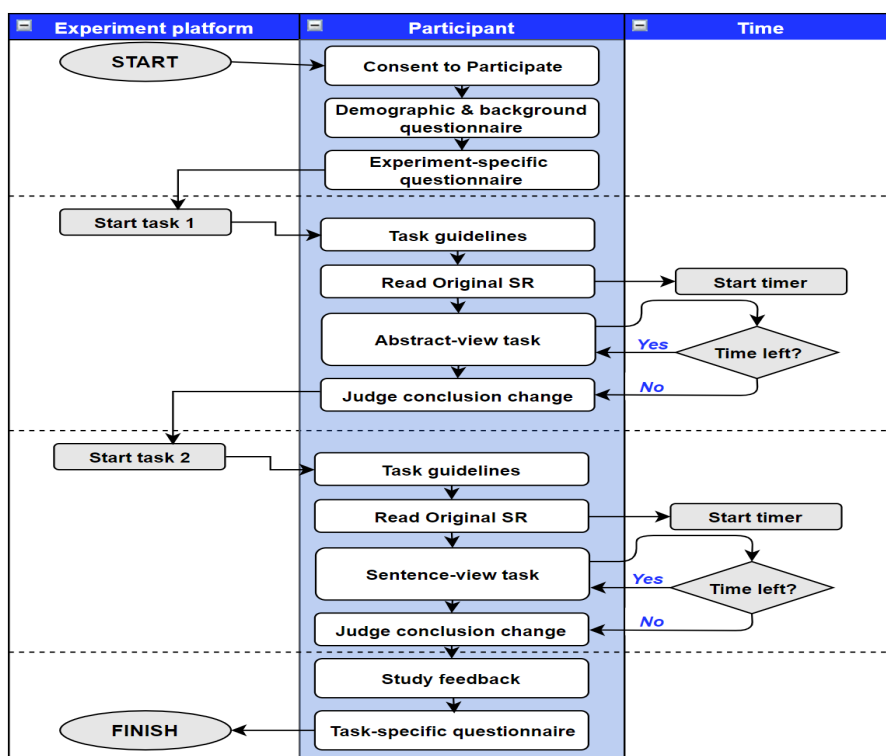 Experiment platform
Participant
Time
START
Consent to Participate
Demographic & background
questionnaire
Experiment-specific
questionnaire
Start task 1
Task guidelines
Read Original SR
Start timer
Abstract-view task
Yes
Time left?
No
Judge conclusion change
Start task 2
Task guidelines
Read Original SR
Start timer
Sentence-view task
Yes
Time left?
No
Judge conclusion change
Study feedback
FINISH
Task-specific questionnaire